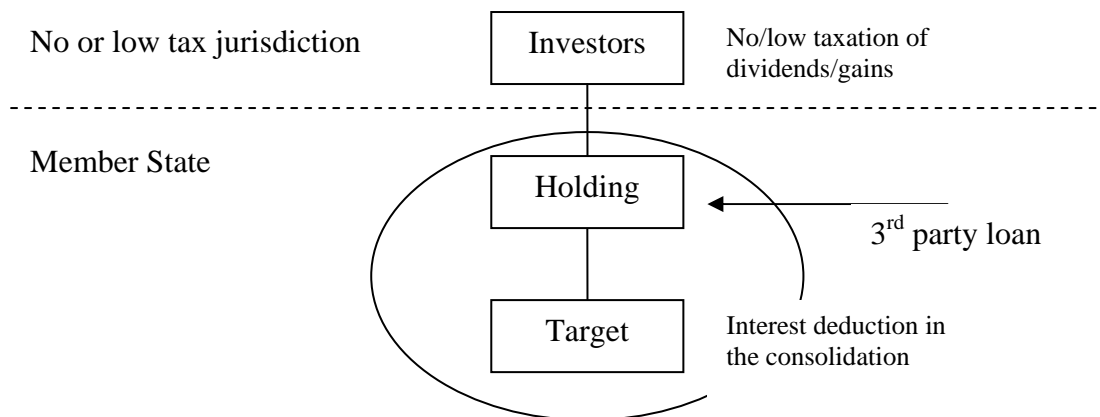 No or low tax jurisdiction
Investors
No/low taxation of
dividends/gains
Member State
Holding
3rd party loan
Target
Interest deduction in
the consolidation